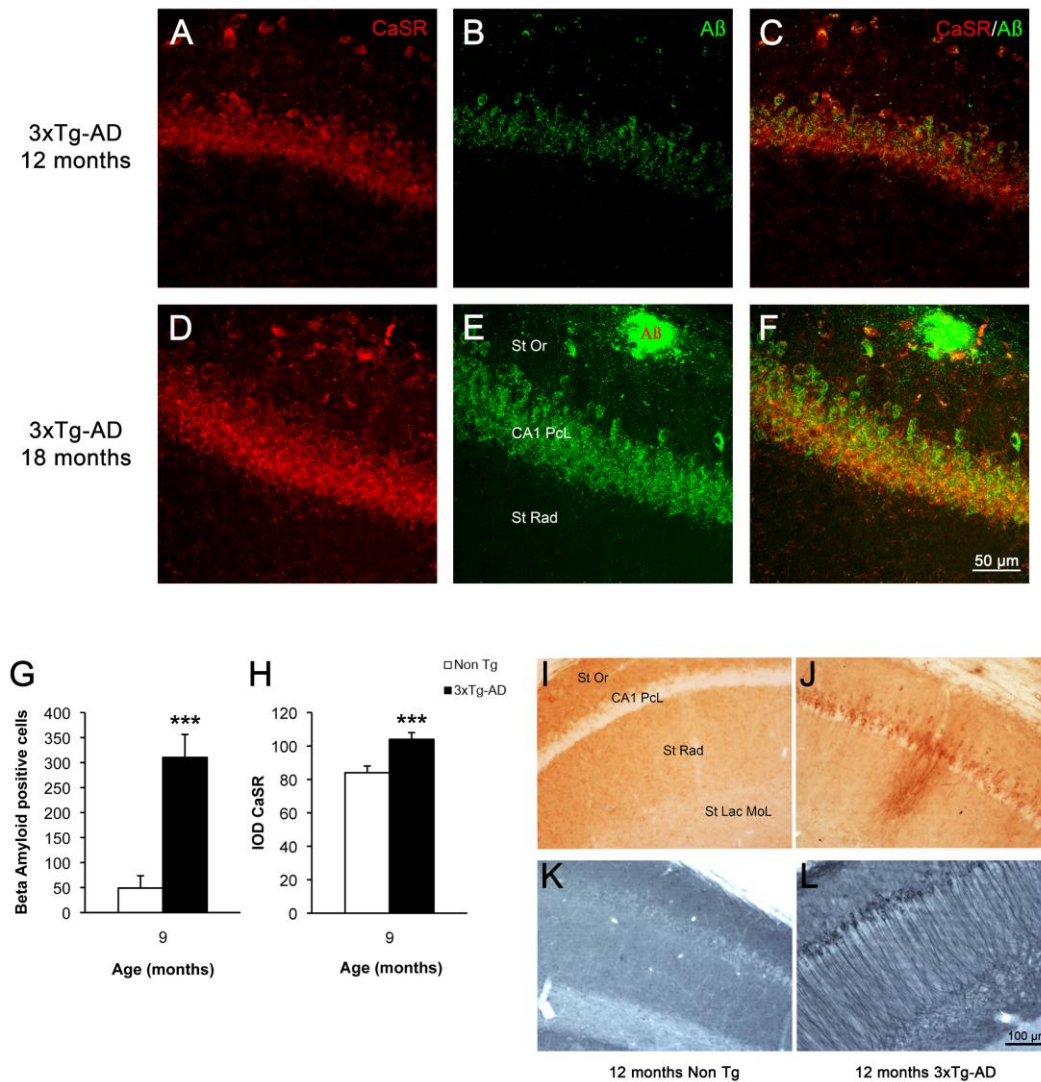 A CaSR
B Aß
C CaSR/Aß
3xTg-AD
12 months
D
E
Aß
St Or
CA1 PcL
St Rad
F
50 µm
3xTg-AD
18 months
G
Beta Amyloid positive cells
400
350
300
250
200
150
100
50
0
***
9
Age (months)
H
Non Tg
3xTg-AD
IOD CaSR
120
100
80
60
40
20
0
***
9
Age (months)
I
St Or
CA1 PcL
St Rad
St Lac MoL
J
K
L
100 µm
12 months Non Tg
12 months 3xTg-AD